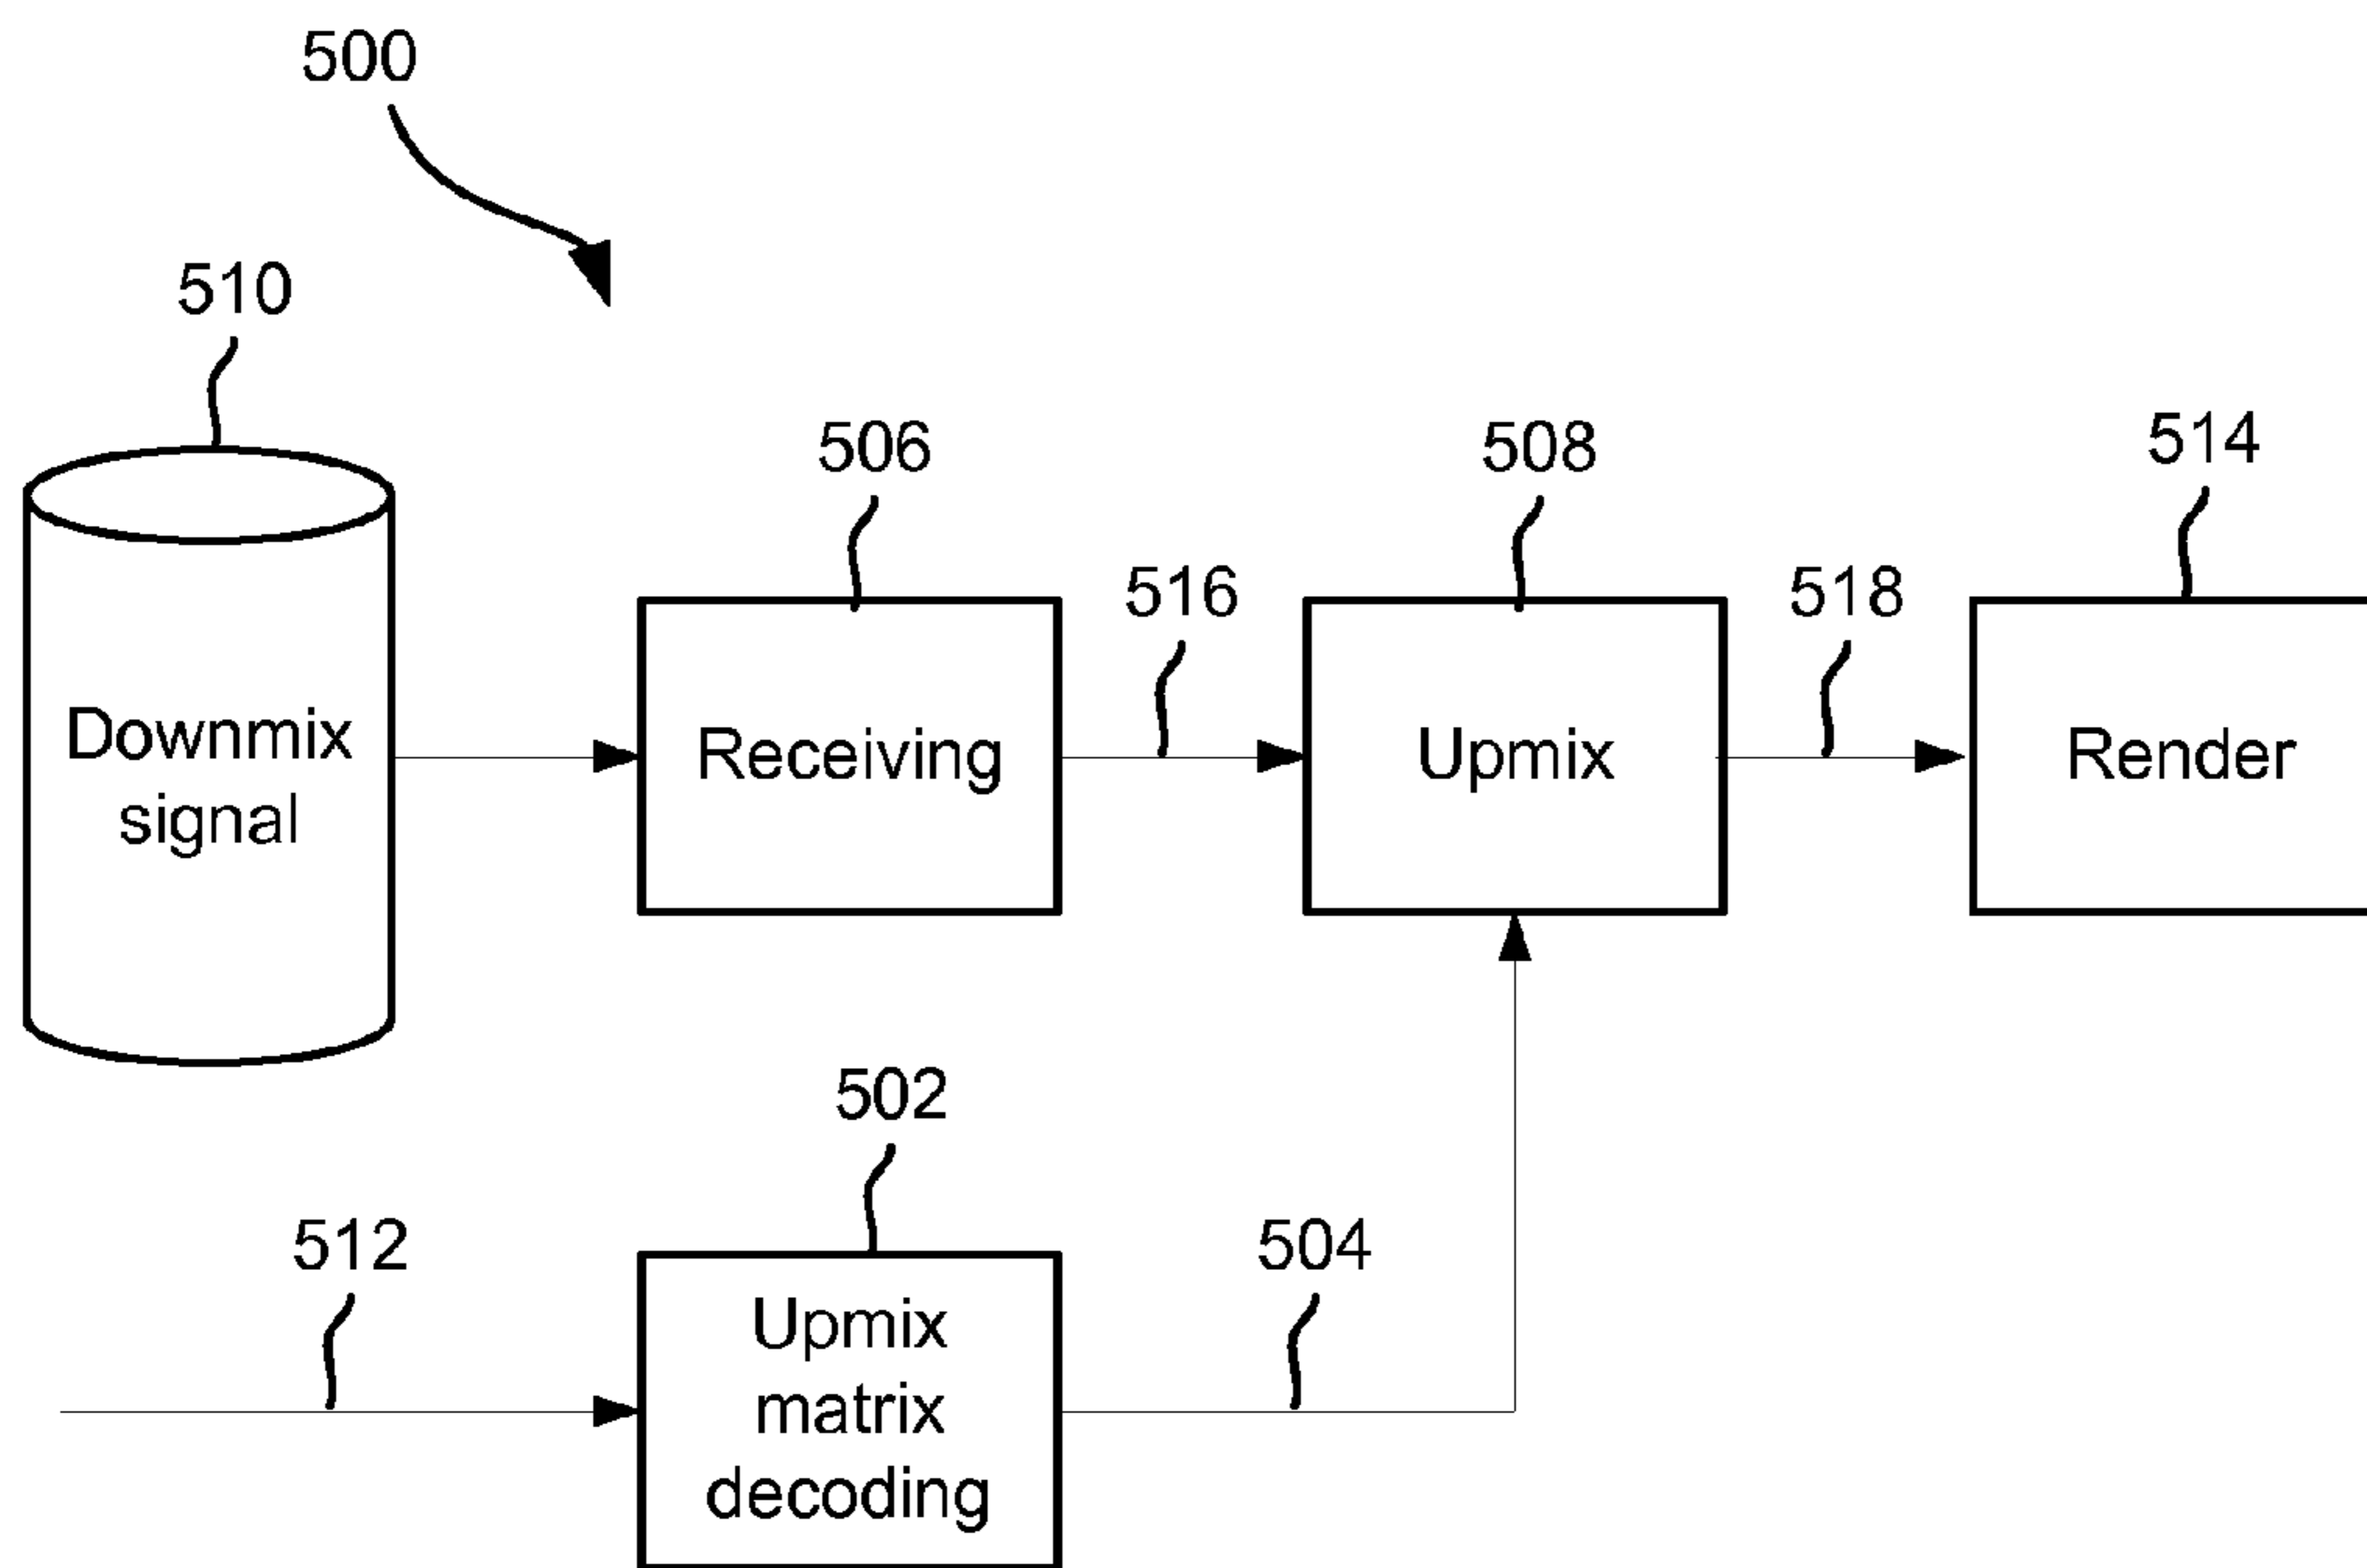 500
510
506
508
514
516
518
Downmix
signal
Receiving
Upmix
Render
502
512
504
Upmix
matrix
decoding